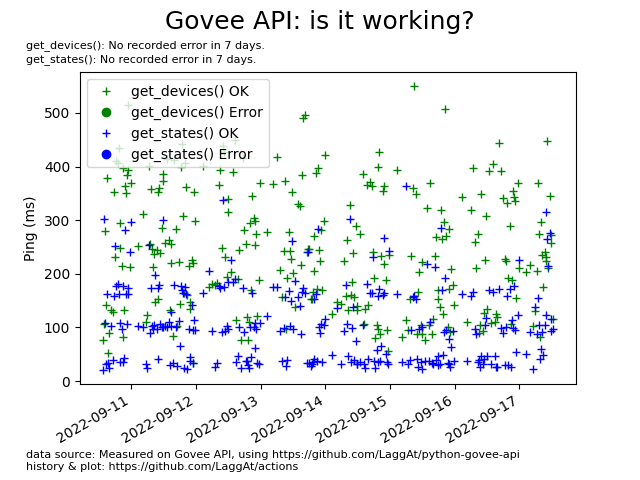 Govee API: is it working?
get_devices(): No recorded error in 7 days.
get_states(): No recorded error in 7 days.
get_devices() OK
get_devices() Error
get_states() OK
get_states() Error
Ping (ms)
500
400
300
200
100
0
2022-09-11
2022-09-12
2022-09-13
2022-09-14
2022-09-15
2022-09-16
2022-09-17
data source: Measured on Govee API, using https://github.com/LaggAt/python-govee-api
history & plot: https://github.com/LaggAt/actions